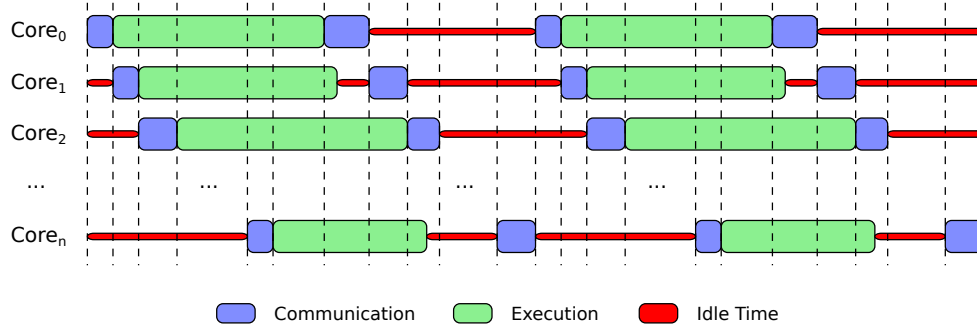 Core₀
Core₁
Core₂
... ... ... ...
Coreₙ
Communication Execution Idle Time